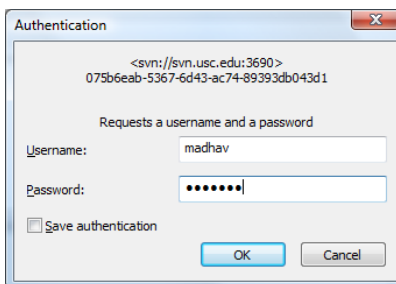 Authentication
<svn://svn.usc.edu:3690>
075b6eab-5367-6d43-ac74-89393db043d1
Requests a username and a password
Username:
madhav
Password:
•••••••
Save authentication
OK
Cancel